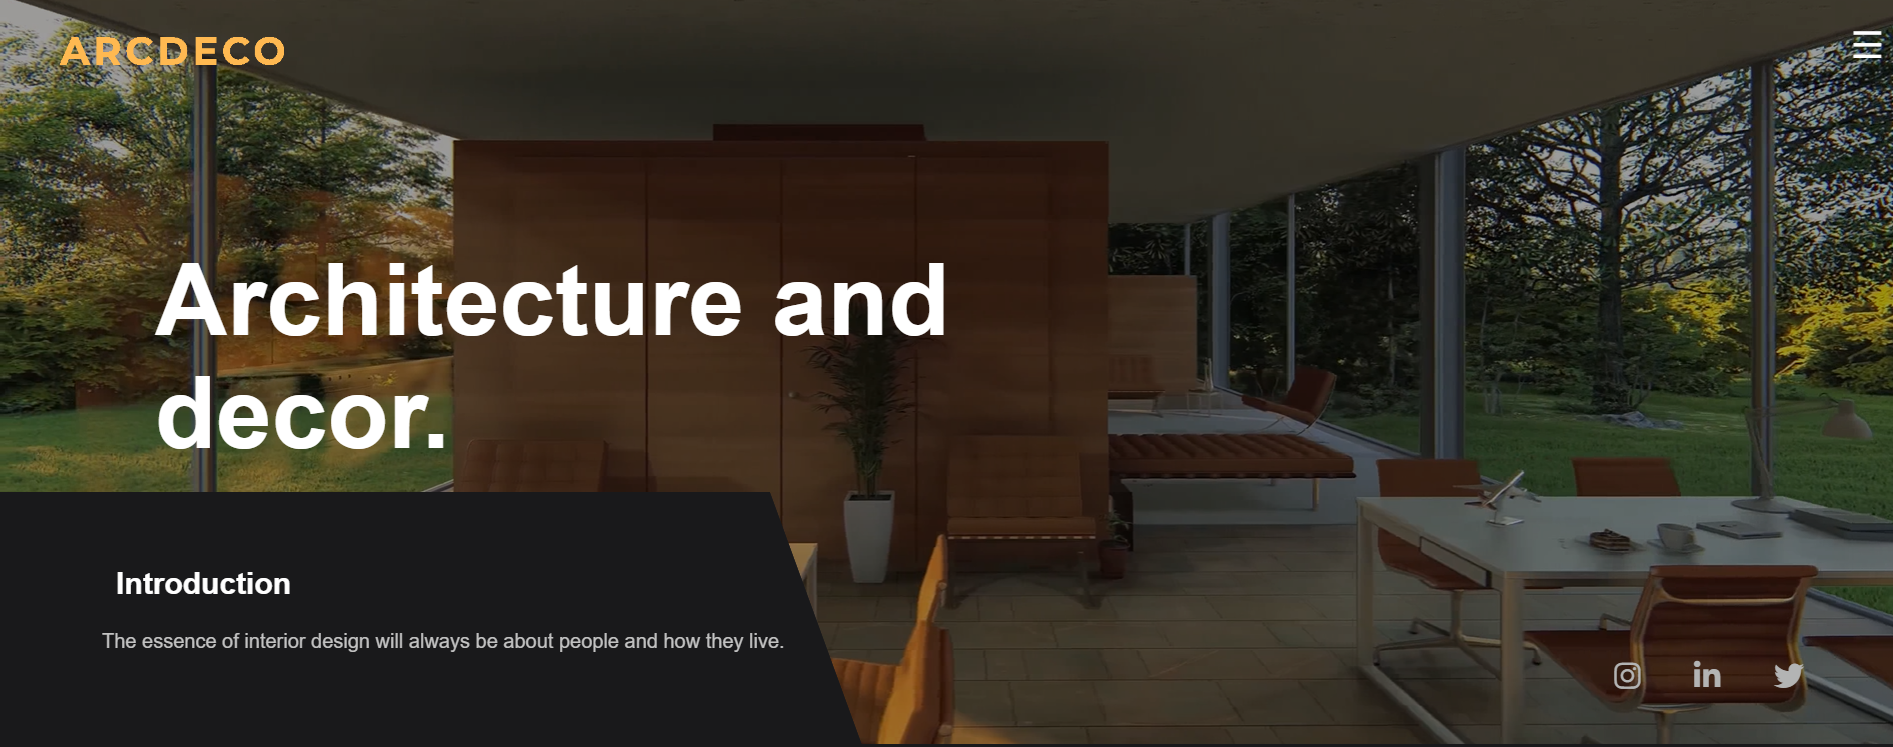 ARCDECO
Architecture and
decor.
Introduction
The essence of interior design will always be about people and how they live.